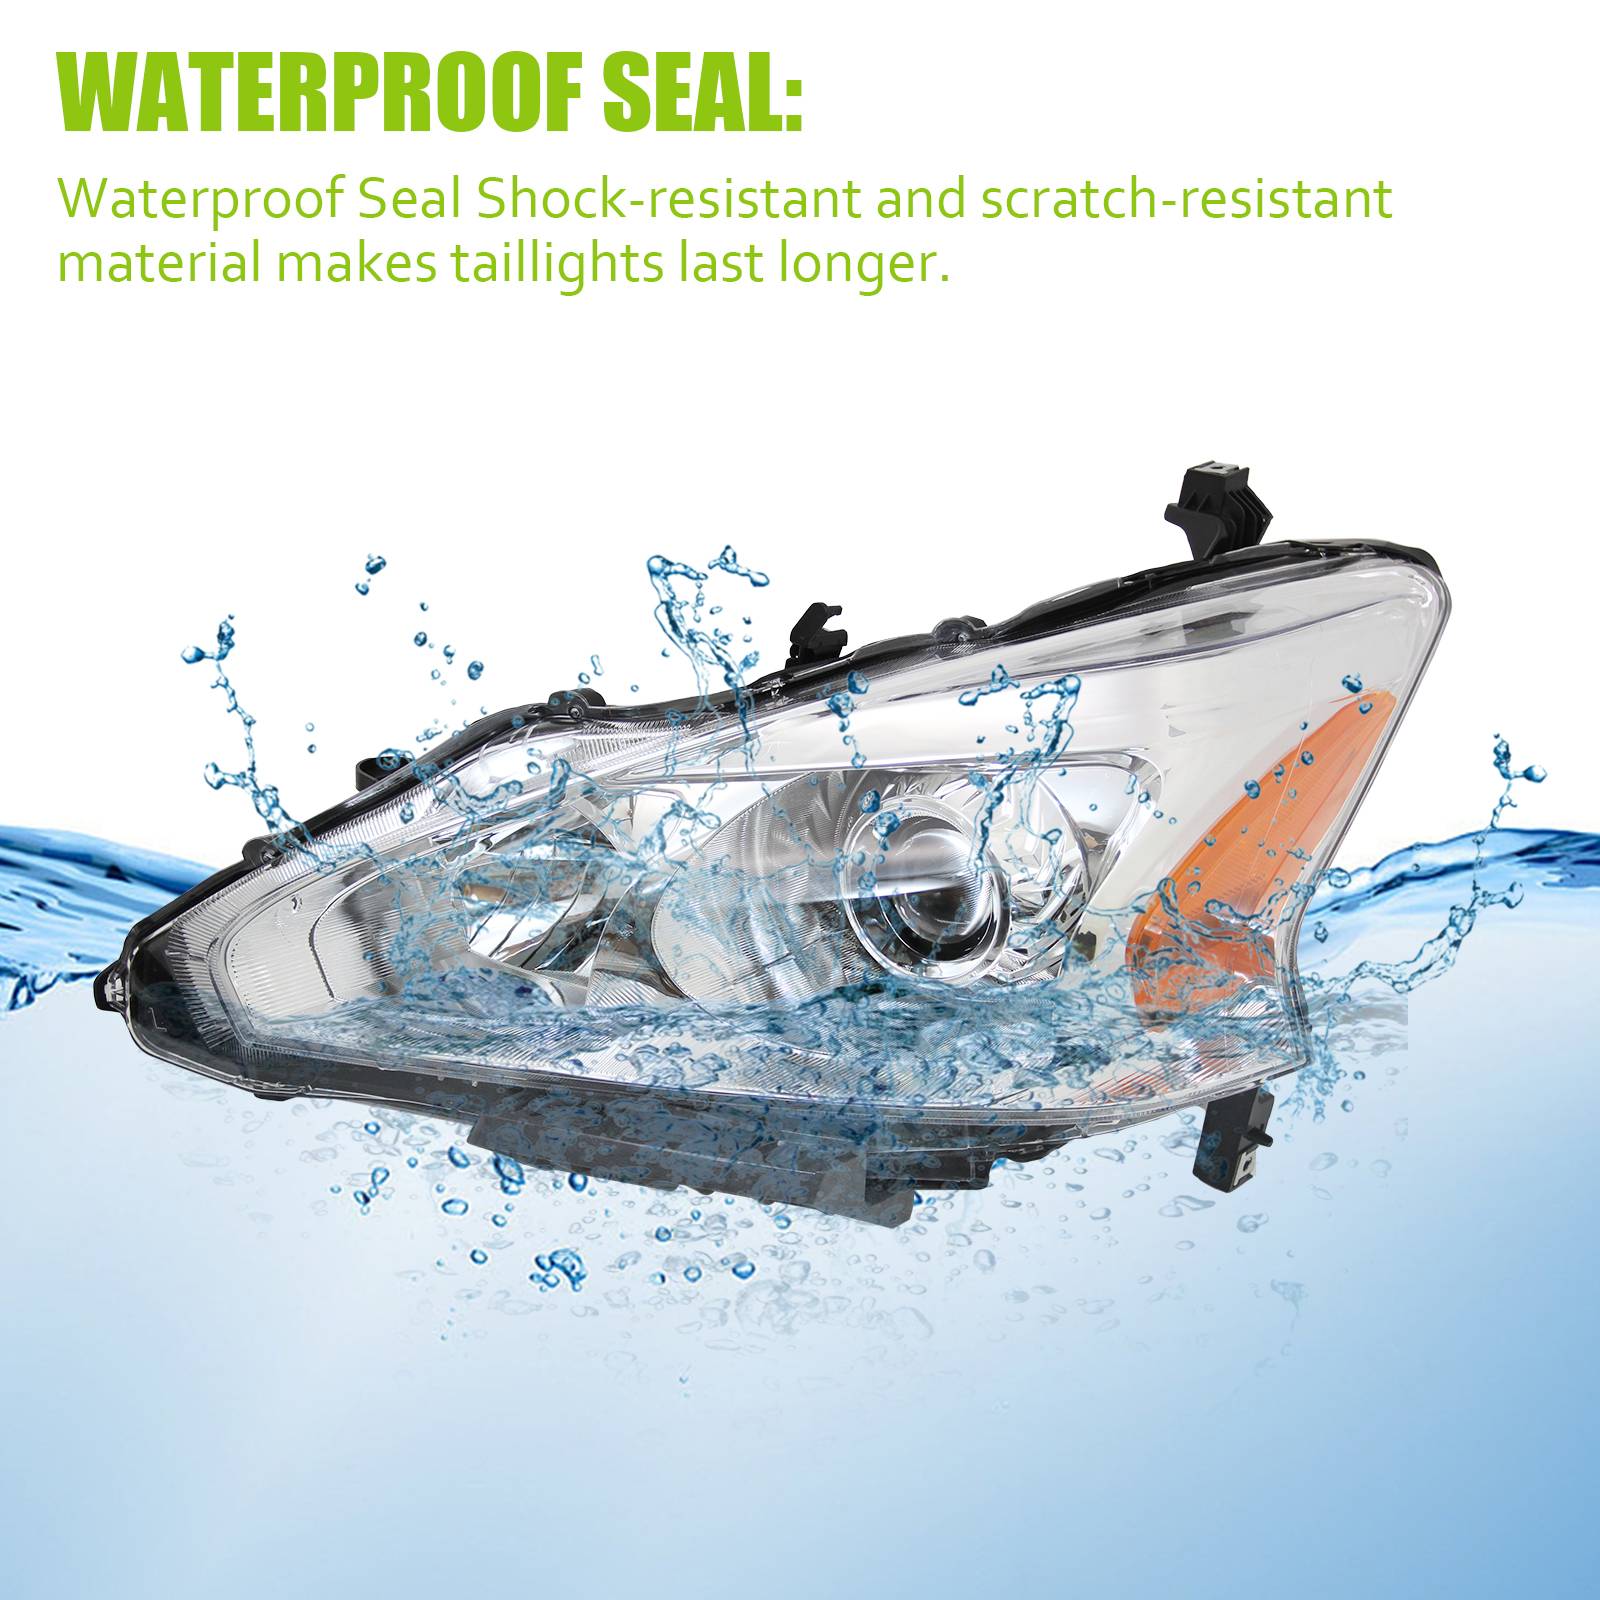 WATERPROOF SEAL:
Waterproof Seal Shock-resistant and scratch-resistant
material makes taillights last longer.
L